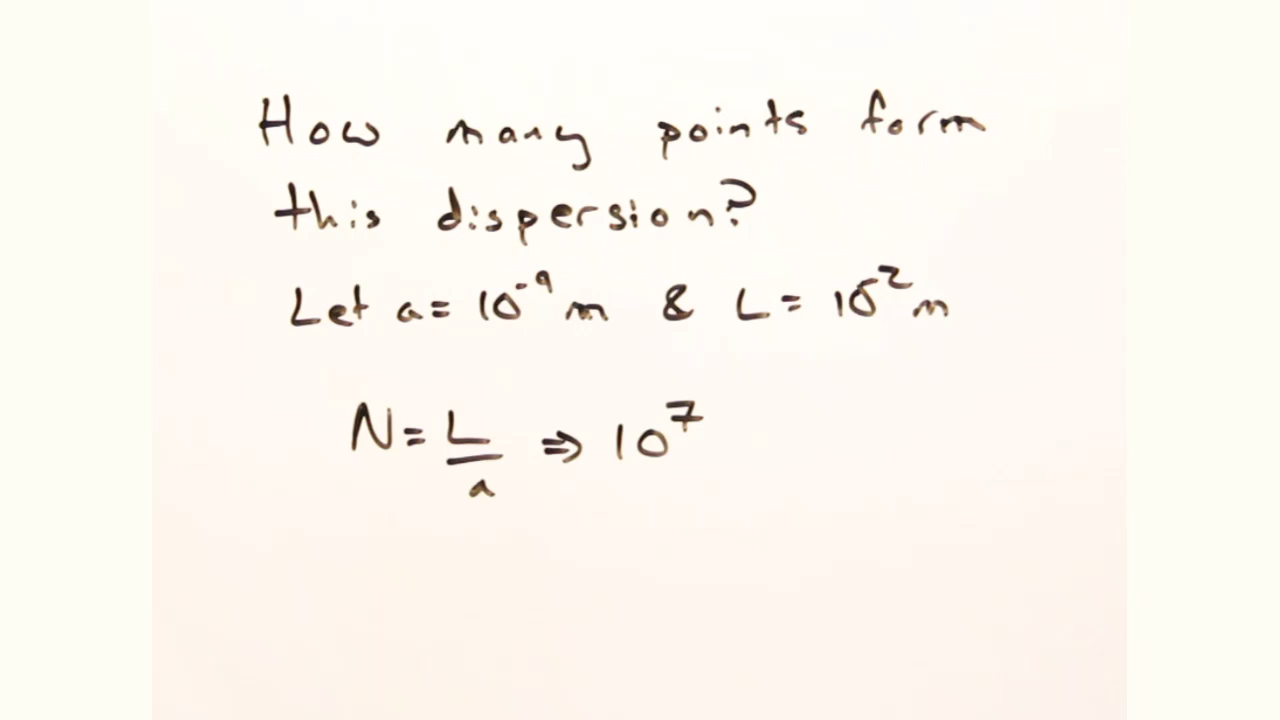 How many points form
this dispersion?
Let a = 10⁻⁹ m & L = 10⁻² m
N = L/a ⇒ 10⁷